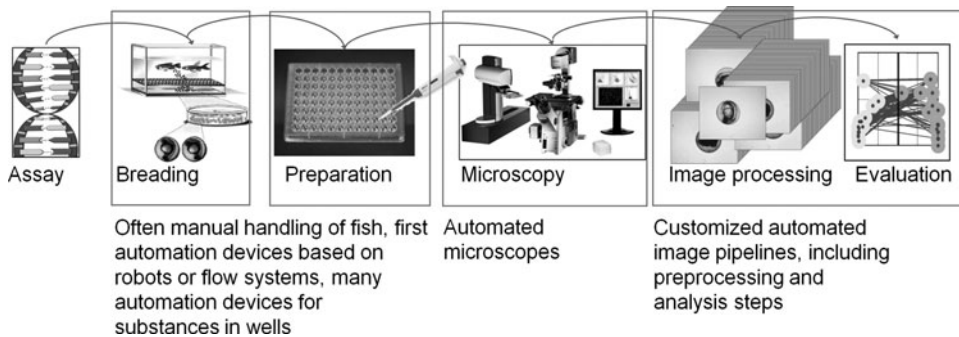 Assay
Breading
Preparation
Microscopy
Image processing
Evaluation
Often manual handling of fish, first
automation devices based on
robots or flow systems, many
automation devices for
substances in wells
Automated
microscopes
Customized automated
image pipelines, including
preprocessing and
analysis steps